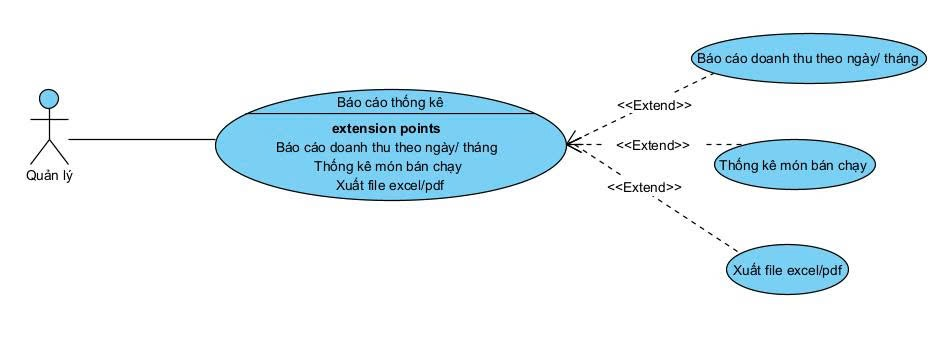 Báo cáo doanh thu theo ngày/ tháng
<<Extend>>
Báo cáo thống kê
extension points
Báo cáo doanh thu theo ngày/ tháng
Thống kê món bán chạy
Xuất file excel/pdf
<<Extend>>
Thống kê món bán chạy
Quản lý
<<Extend>>
Xuất file excel/pdf